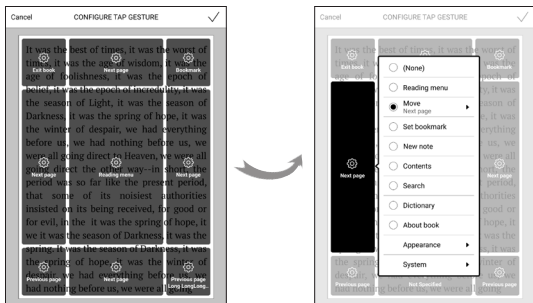 Cancel CONFIGURE TAP GESTURE
It was the best of times, it was the worst of
times, it was the age of wisdom, it was the
Exit book Next page Bookmark
age of foolishness, it was the epoch of
belief, it was the epoch of incredulity, it was
the season of Light, it was the season of
Darkness, it was the spring of hope, it was
the winter of despair, we had everything
before us, we had nothing before us, we
were all going direct to Heaven, we were all
going direct the other way--in short, the
Next page Reading menu Next page
period was so far like the present period,
that some of its noisiest authorities
insisted on its being received, for good or
for evil, in the it was the spring of hope, it
we it was the season of Darkness, it was the
spring. It was the season of Darkness, it was
the spring of hope, it was the winter of
despair, we had everything before us, we
Previous page Next page Previous page
Long LongLong...
had nothing before us, we were all going
Cancel CONFIGURE TAP GESTURE
Exit book Bookmark
(None)
Reading menu
Move
Next page
Set bookmark
New note
Contents
Next page Next page
Search
Dictionary
About book
Appearance
System
Previous page Not Specified Previous page
had nothing before us, we were all going